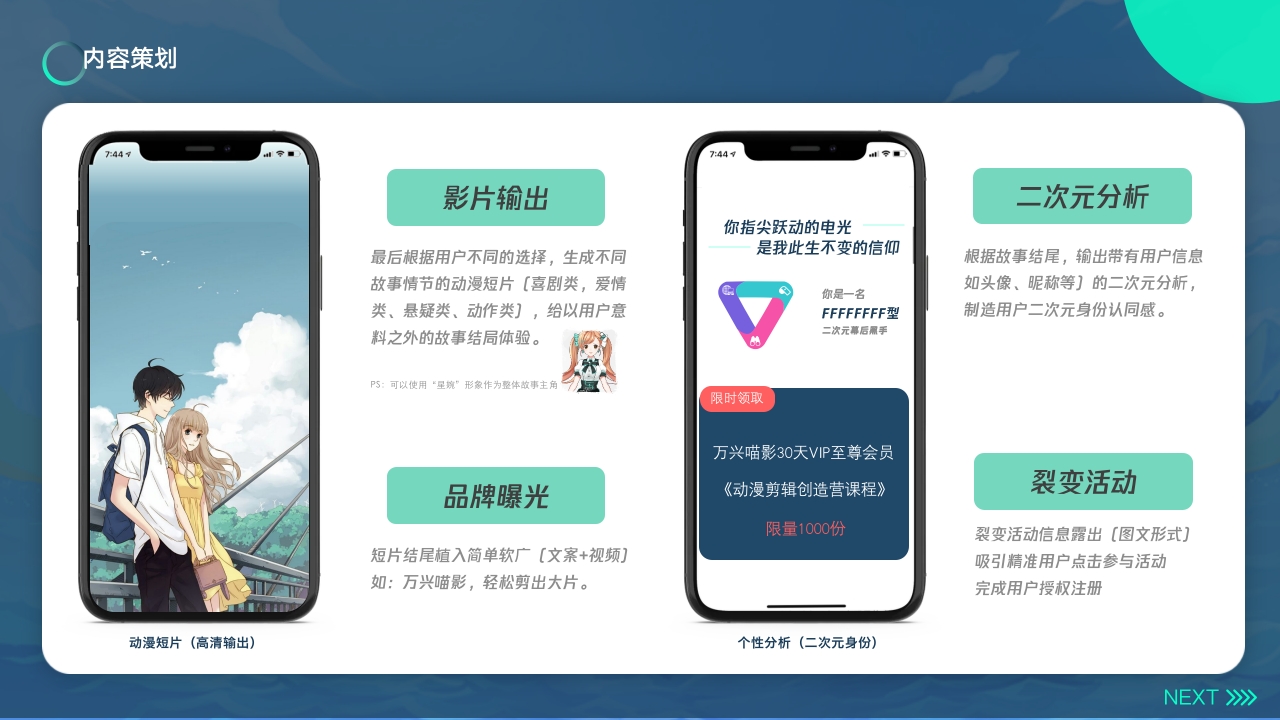 内容策划
7:44
影片输出
最后根据用户不同的选择，生成不同
故事情节的动漫短片（喜剧类，爱情
类、悬疑类、动作类），给以用户意
料之外的故事结局体验。
PS：可以使用“星婉”形象作为整体故事主角
品牌曝光
短片结尾植入简单软广（文案+视频）
如：万兴喵影，轻松剪出大片。
动漫短片（高清输出）
7:44
你指尖跃动的电光
是我此生不变的信仰
你是一名
FFFFFFFF型
二次元幕后黑手
限时领取
万兴喵影30天VIP至尊会员
《动漫剪辑创造营课程》
限量1000份
个性分析（二次元身份）
二次元分析
根据故事结尾，输出带有用户信息
如头像、昵称等）的二次元分析，
制造用户二次元身份认同感。
裂变活动
裂变活动信息露出（图文形式）
吸引精准用户点击参与活动
完成用户授权注册
NEXT